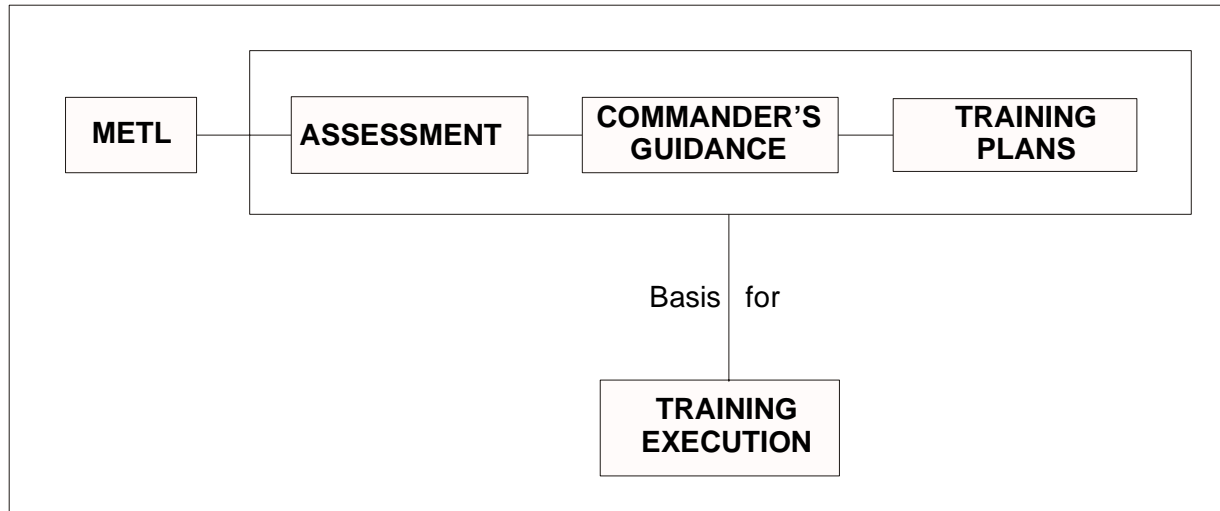 METL
ASSESSMENT
COMMANDER'S
GUIDANCE
TRAINING
PLANS
Basis for
TRAINING
EXECUTION